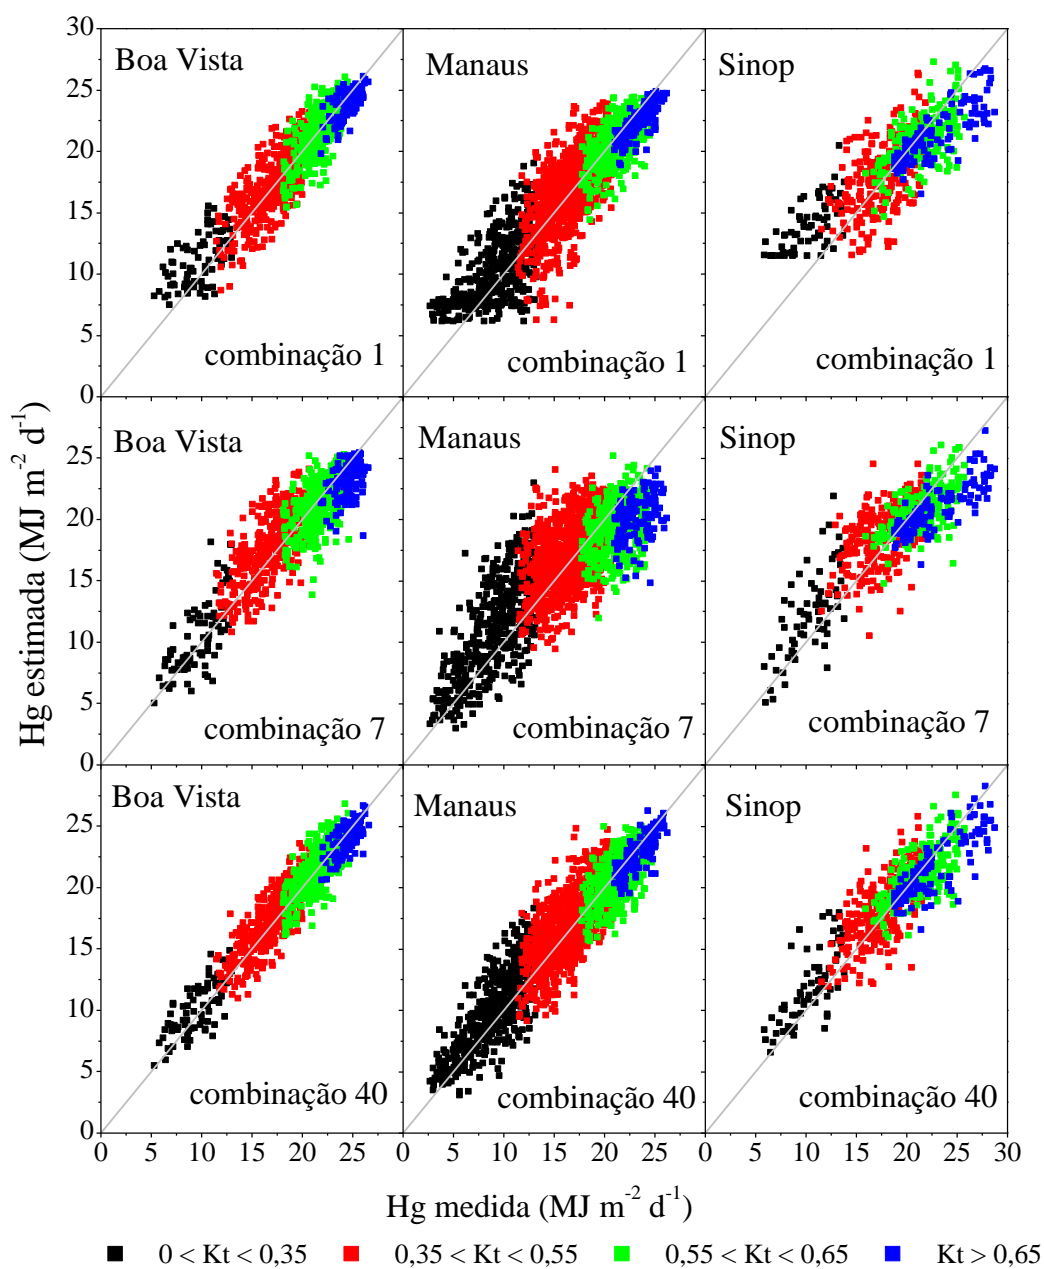 30
Boa Vista
Manaus
Sinop
25
20
15
10
5
combinação 1
combinação 1
combinação 1
0
Hg estimada (MJ m⁻² d⁻¹)
Boa Vista
Manaus
Sinop
25
20
15
10
5
combinação 7
combinação 7
combinação 7
0
Boa Vista
Manaus
Sinop
25
20
15
10
5
combinação 40
combinação 40
combinação 40
0
0 5 10 15 20 25 0 5 10 15 20 25 0 5 10 15 20 25 30
Hg medida (MJ m⁻² d⁻¹)
0 < Kt < 0,35 0,35 < Kt < 0,55 0,55 < Kt < 0,65 Kt > 0,65